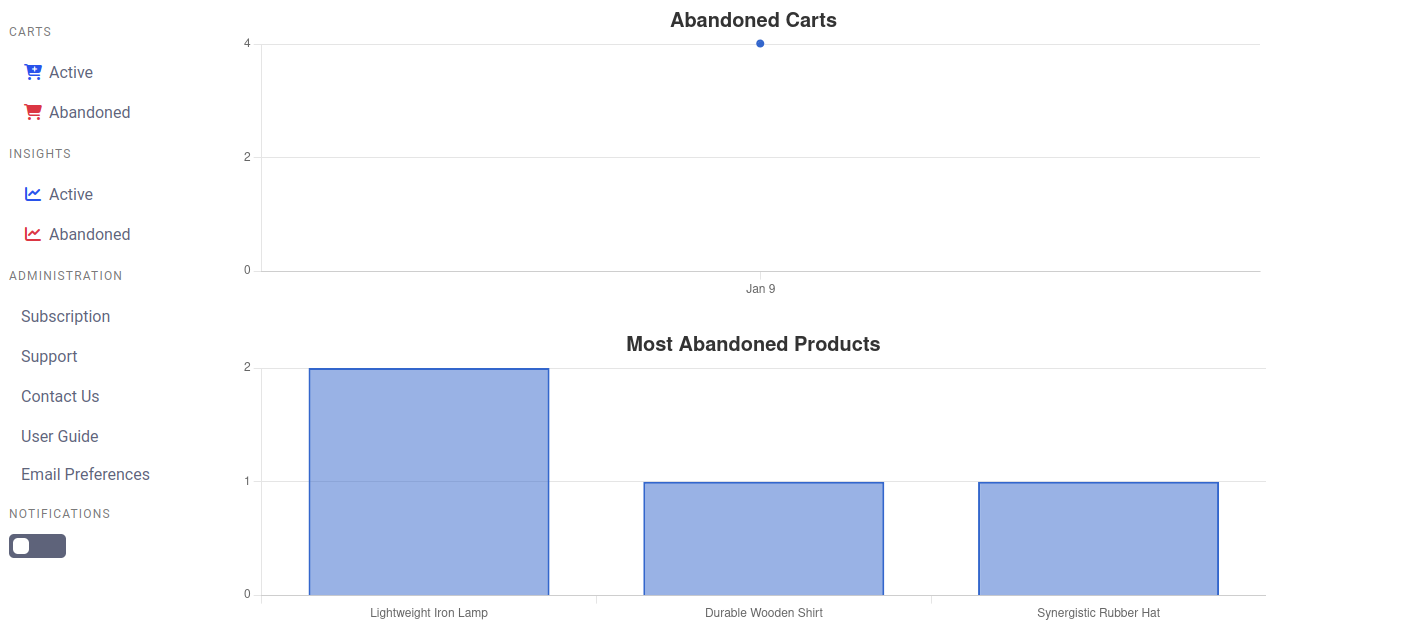 CARTS
Active
Abandoned
INSIGHTS
Active
Abandoned
ADMINISTRATION
Subscription
Support
Contact Us
User Guide
Email Preferences
NOTIFICATIONS
Abandoned Carts
4
2
0
Jan 9
Most Abandoned Products
2
1
0
Lightweight Iron Lamp
Durable Wooden Shirt
Synergistic Rubber Hat